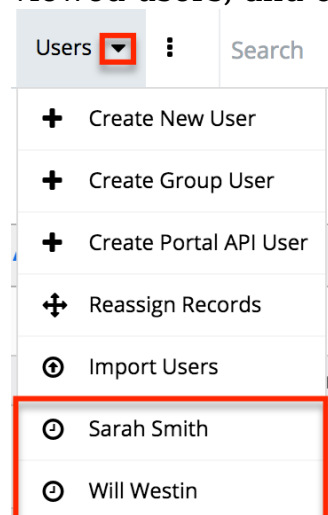 Users
Search
Create New User
Create Group User
Create Portal API User
Reassign Records
Import Users
Sarah Smith
Will Westin